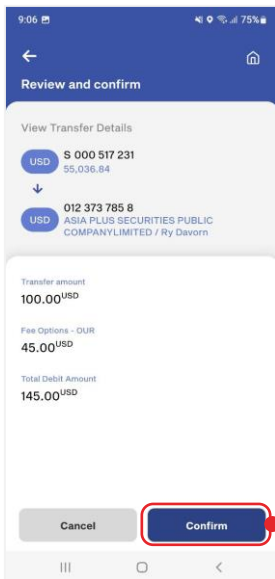 9:06 75%
Review and confirm
View Transfer Details
USD S 000 517 231
55,036.84
USD 012 373 785 8
ASIA PLUS SECURITIES PUBLIC
COMPANYLIMITED / Ry Davorn
Transfer amount
100.00USD
Fee Options - OUR
45.00USD
Total Debit Amount
145.00USD
Cancel Confirm